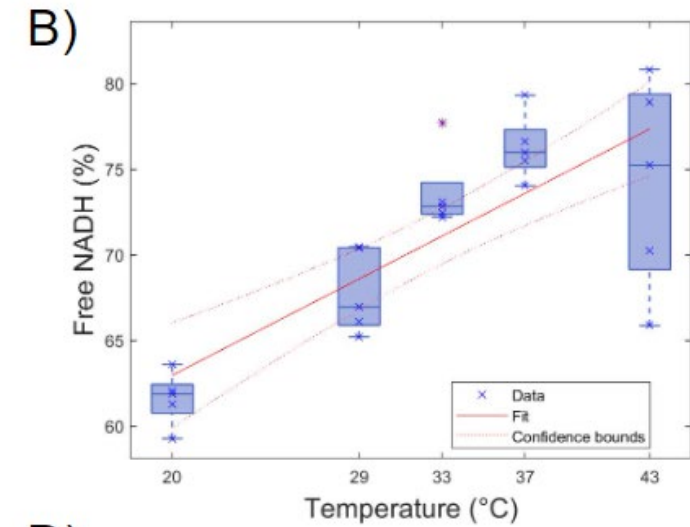 B)
Free NADH (%)
80
75
70
65
60
Data
Fit
Confidence bounds
20 29 33 37 43
Temperature (°C)